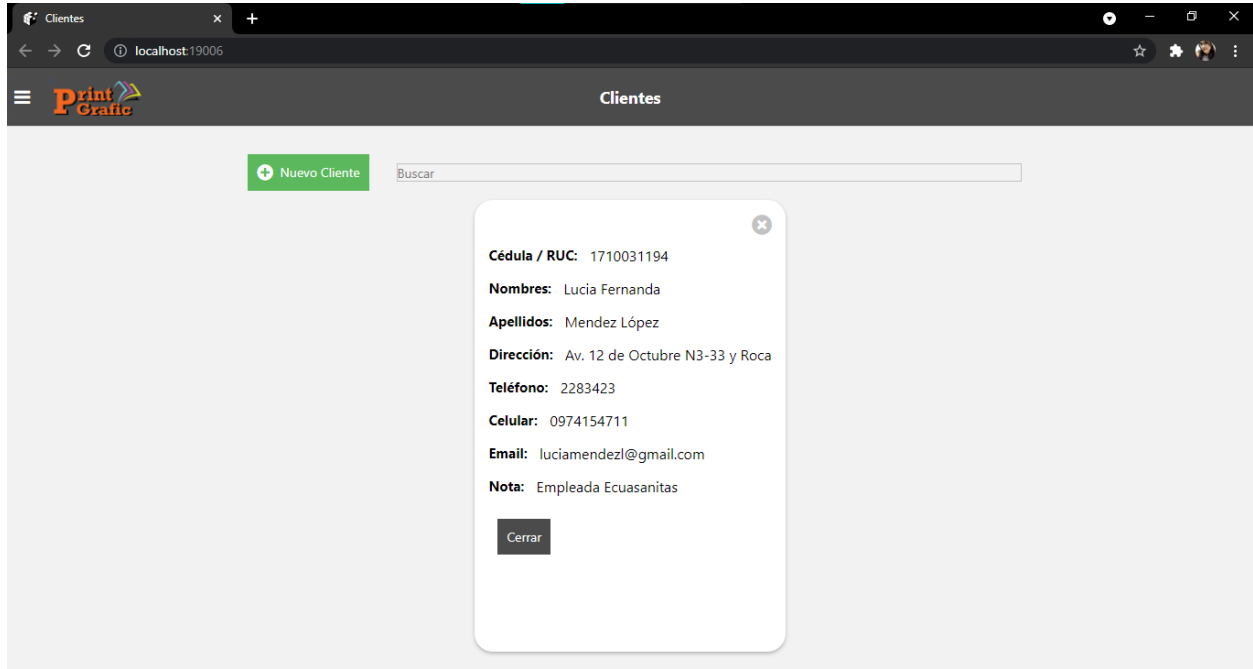 Clientes
localhost:19006
Print
Grafic
Clientes
Nuevo Cliente
Buscar
Cédula / RUC: 1710031194
Nombres: Lucia Fernanda
Apellidos: Mendez López
Dirección: Av. 12 de Octubre N3-33 y Roca
Teléfono: 2283423
Celular: 0974154711
Email: luciamendezl@gmail.com
Nota: Empleada Ecuasanitas
Cerrar